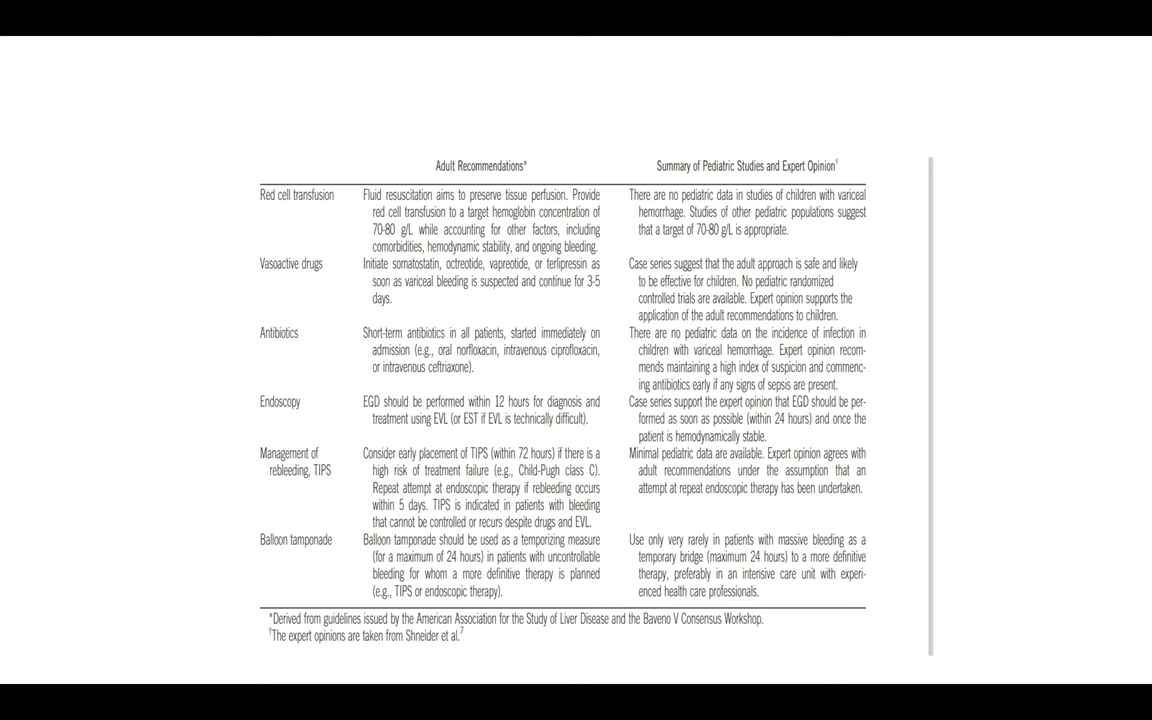 Adult Recommendations* Summary of Pediatric Studies and Expert Opinion†
Red cell transfusion
Fluid resuscitation aims to preserve tissue perfusion. Provide
red cell transfusion to a target hemoglobin concentration of
70-80 g/L while accounting for other factors, including
comorbidities, hemodynamic stability, and ongoing bleeding.
There are no pediatric data in studies of children with variceal
hemorrhage. Studies of other pediatric populations suggest
that a target of 70-80 g/L is appropriate.
Vasoactive drugs
Initiate somatostatin, octreotide, vapreotide, or terlipressin as
soon as variceal bleeding is suspected and continue for 3-5
days.
Case series suggest that the adult approach is safe and likely
to be effective for children. No pediatric randomized
controlled trials are available. Expert opinion supports the
application of the adult recommendations to children.
Antibiotics
Short-term antibiotics in all patients, started immediately on
admission (e.g., oral norfloxacin, intravenous ciprofloxacin,
or intravenous ceftriaxone).
There are no pediatric data on the incidence of infection in
children with variceal hemorrhage. Expert opinion recom-
mends maintaining a high index of suspicion and commenc-
ing antibiotics early if any signs of sepsis are present.
Endoscopy
EGD should be performed within 12 hours for diagnosis and
treatment using EVL (or EST if EVL is technically difficult).
Case series support the expert opinion that EGD should be per-
formed as soon as possible (within 24 hours) and once the
patient is hemodynamically stable.
Management of
rebleeding, TIPS
Consider early placement of TIPS (within 72 hours) if there is a
high risk of treatment failure (e.g., Child-Pugh class C).
Repeat attempt at endoscopic therapy if rebleeding occurs
within 5 days. TIPS is indicated in patients with bleeding
that cannot be controlled or recurs despite drugs and EVL.
Minimal pediatric data are available. Expert opinion agrees with
adult recommendations under the assumption that an
attempt at repeat endoscopic therapy has been undertaken.
Balloon tamponade
Balloon tamponade should be used as a temporizing measure
(for a maximum of 24 hours) in patients with uncontrollable
bleeding for whom a more definitive therapy is planned
(e.g., TIPS or endoscopic therapy).
Use only very rarely in patients with massive bleeding as a
temporary bridge (maximum 24 hours) to a more definitive
therapy, preferably in an intensive care unit with experi-
enced health care professionals.
*Derived from guidelines issued by the American Association for the Study of Liver Disease and the Baveno V Consensus Workshop.
†The expert opinions are taken from Shneider et al.7